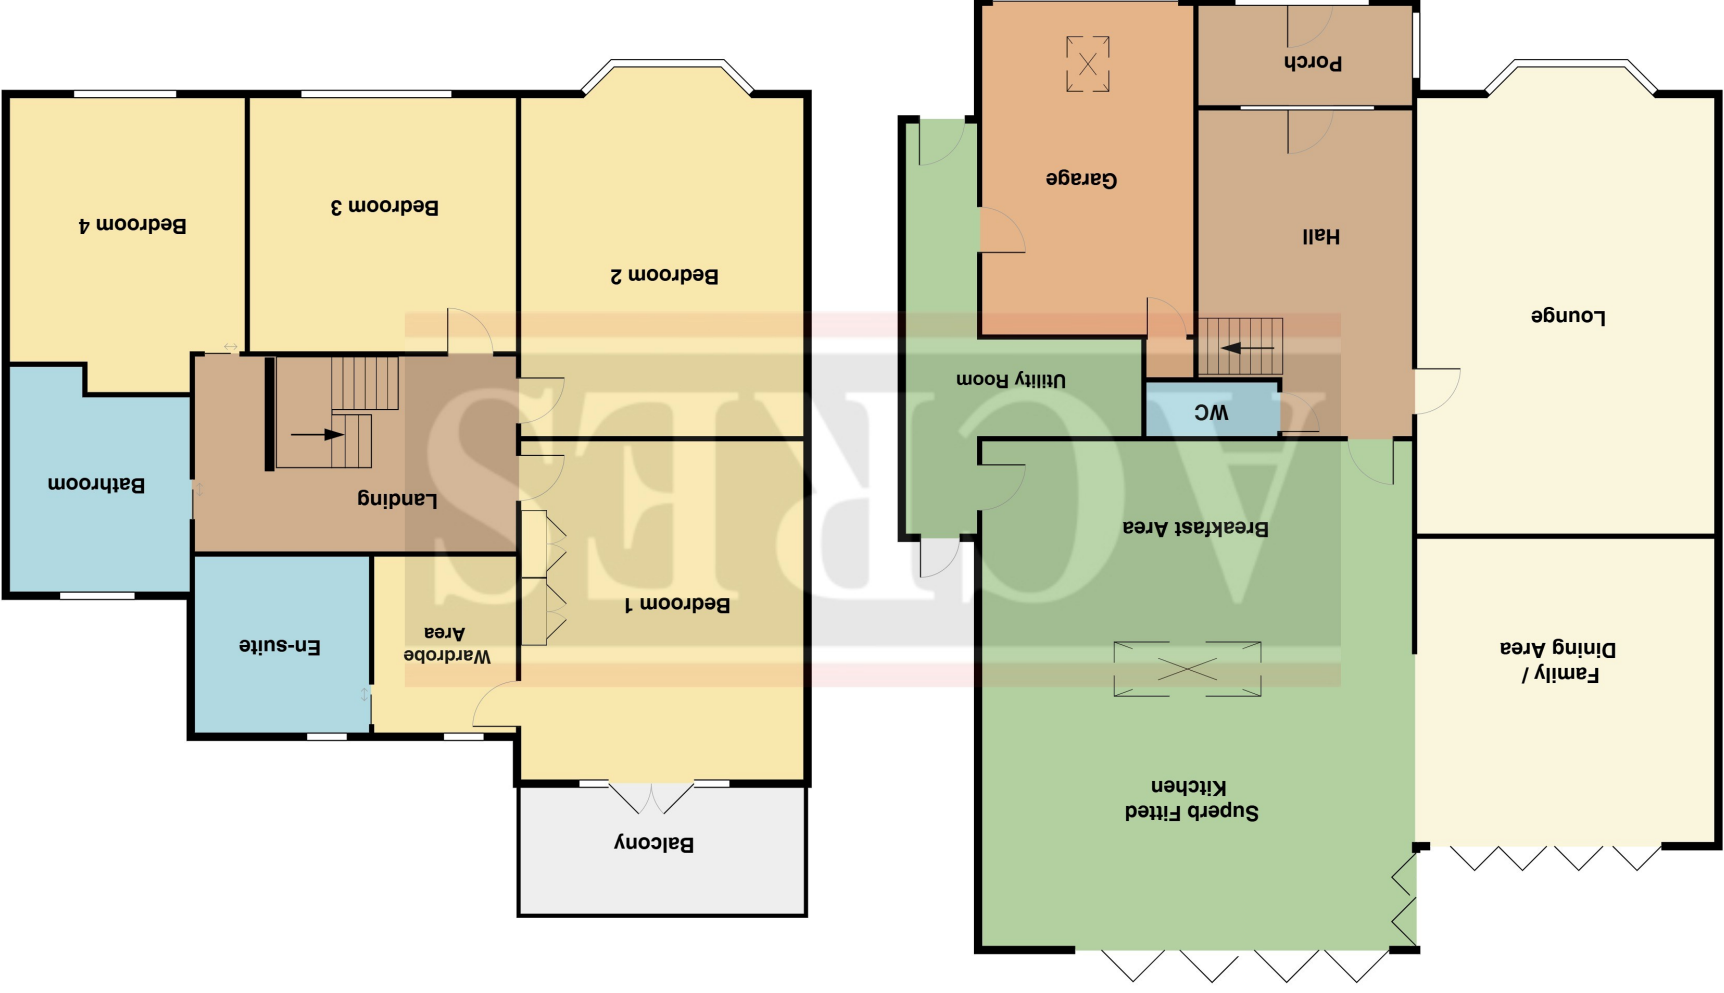 Superb Fitted
Kitchen
Family /
Dining Area
Breakfast Area
Utility Room
WC
Lounge
Hall
Garage
Porch
Balcony
Bedroom 1
Wardrobe
Area
En-suite
Landing
Bathroom
Bedroom 2
Bedroom 3
Bedroom 4
ACRES